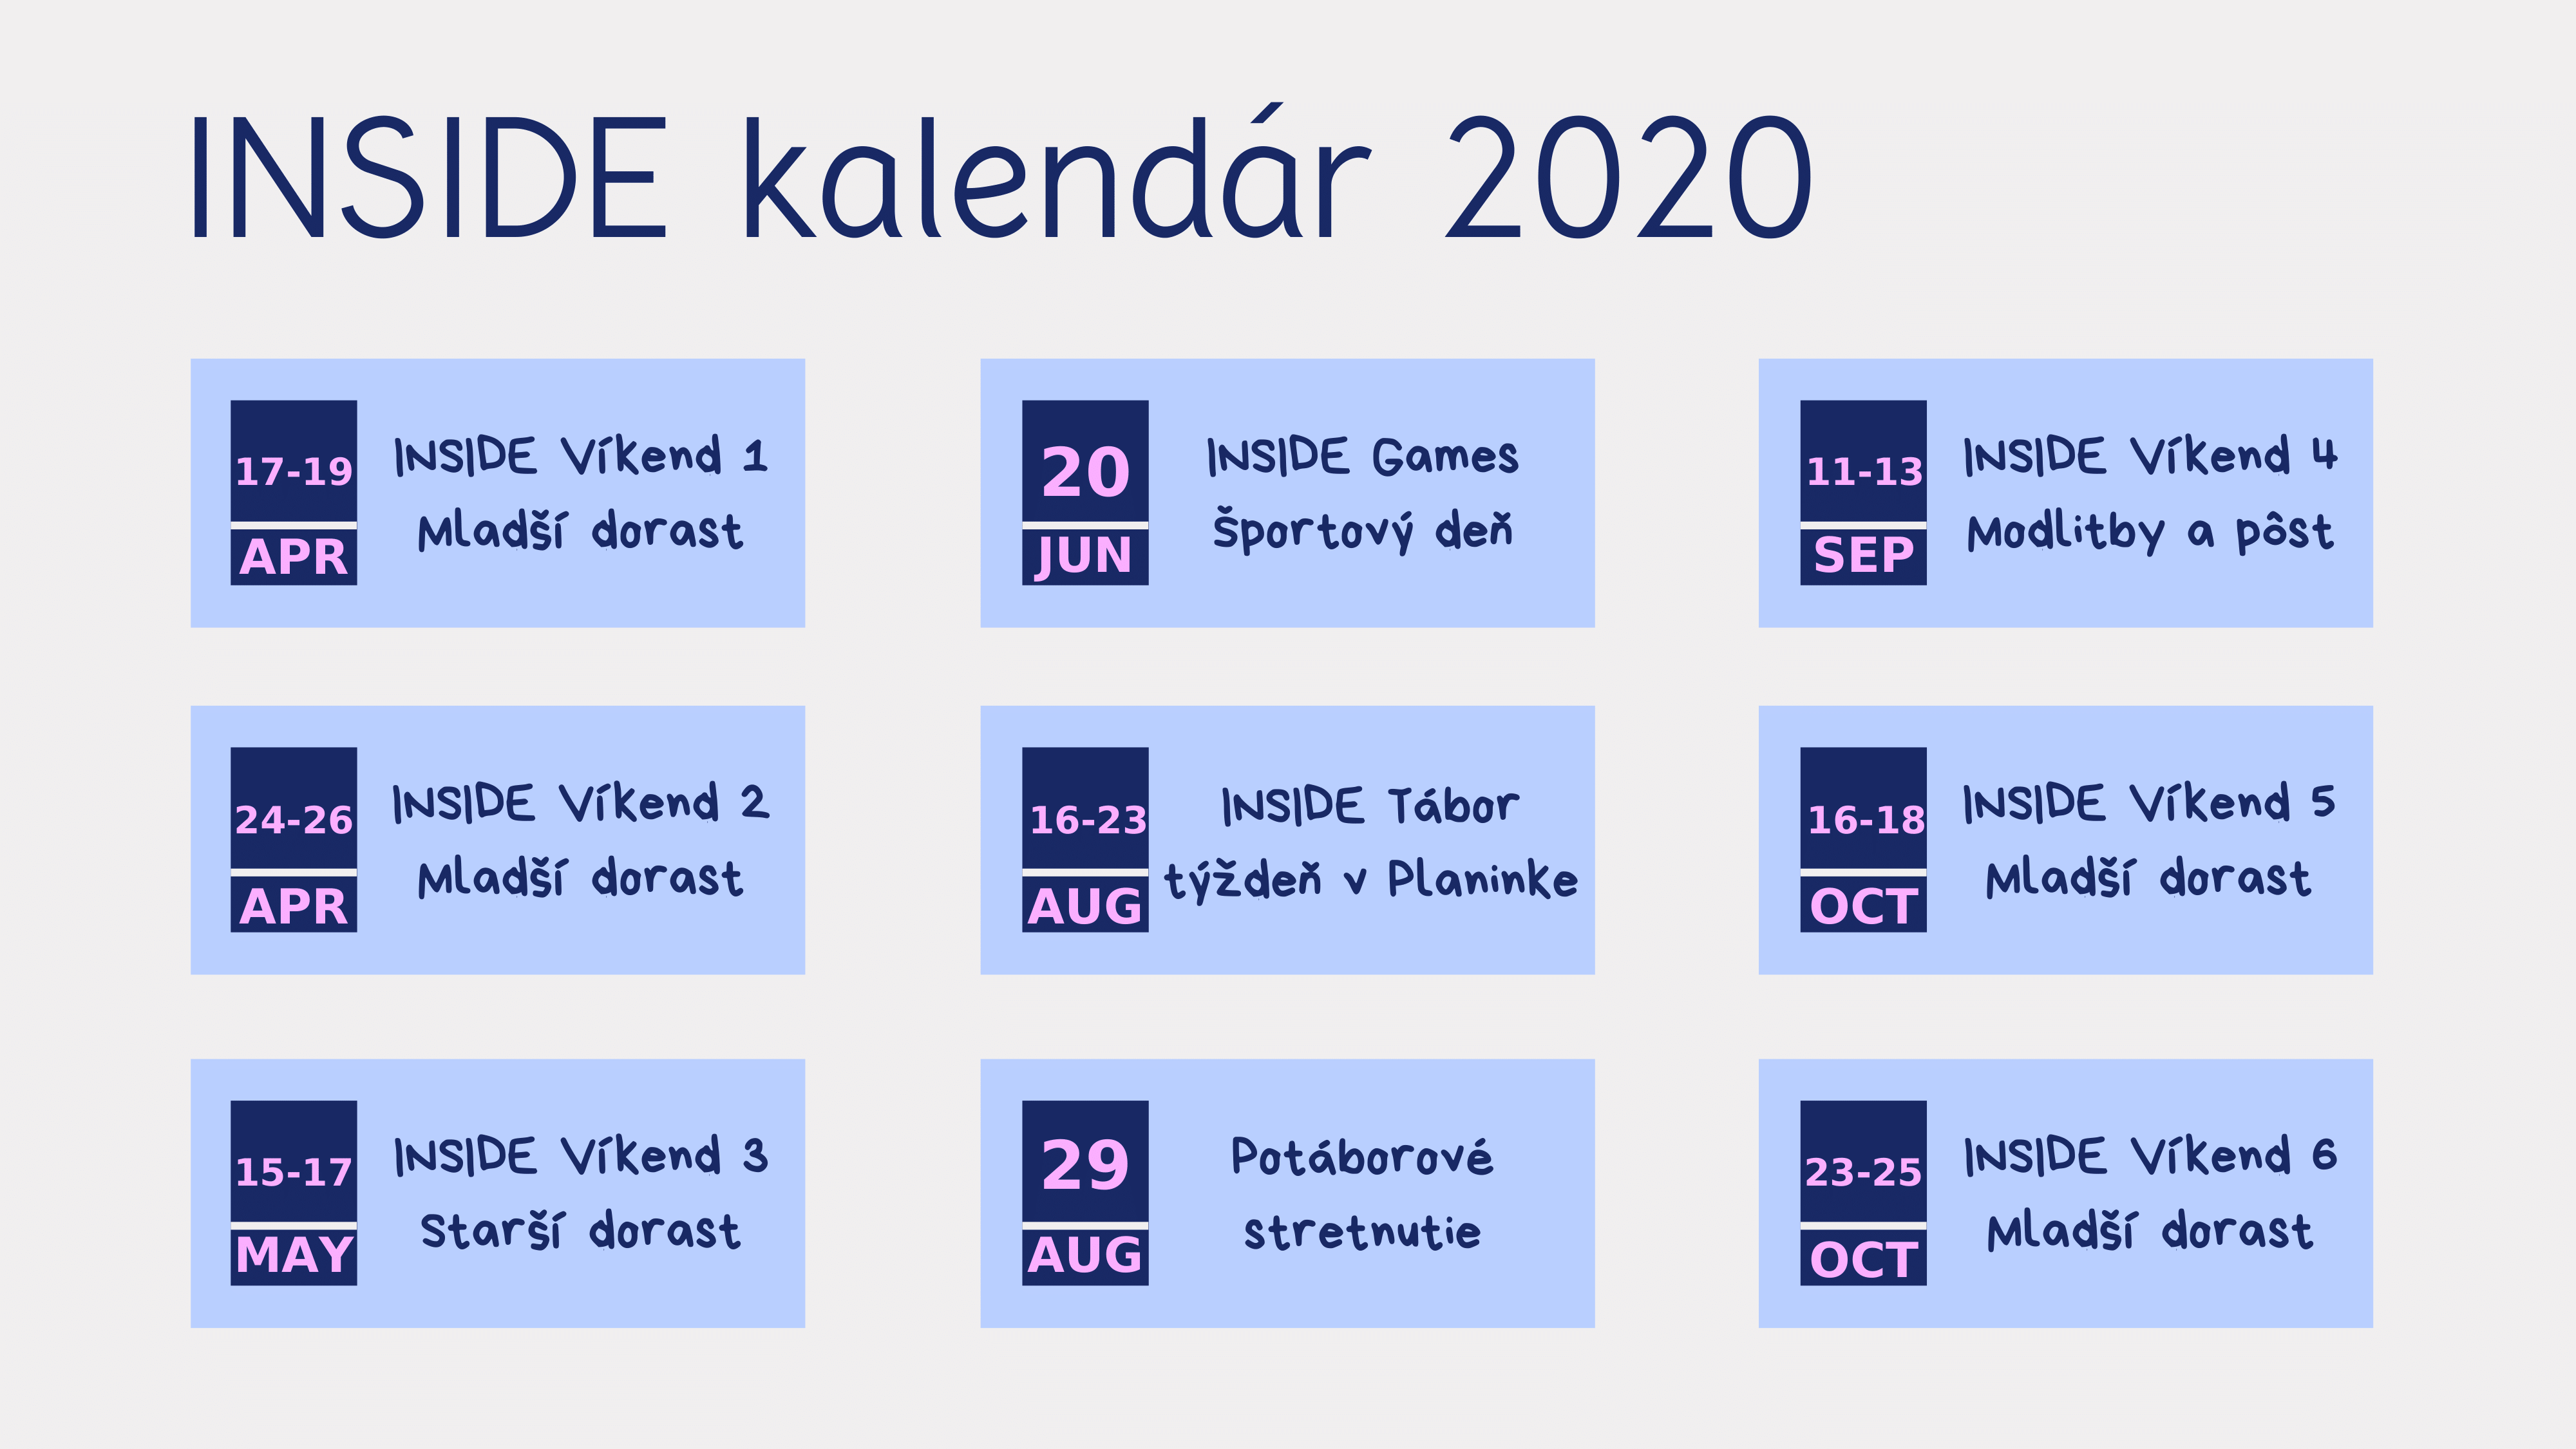 INSIDE kalendár 2020
17-19
APR
INSIDE Víkend 1
Mladší dorast
24-26
APR
INSIDE Víkend 2
Mladší dorast
15-17
MAY
INSIDE Víkend 3
Starší dorast
20
JUN
INSIDE Games
Športový deň
16-23
AUG
INSIDE Tábor
týždeň v Planinke
29
AUG
Potáborové
stretnutie
11-13
SEP
INSIDE Víkend 4
Modlitby a pôst
16-18
OCT
INSIDE Víkend 5
Mladší dorast
23-25
OCT
INSIDE Víkend 6
Mladší dorast